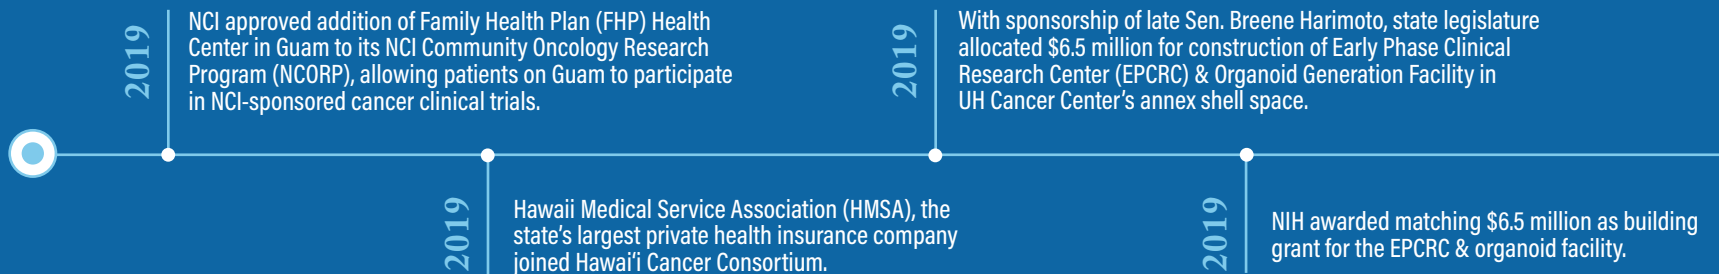 2019
NCI approved addition of Family Health Plan (FHP) Health
Center in Guam to its NCI Community Oncology Research
Program (NCORP), allowing patients on Guam to participate
in NCI-sponsored cancer clinical trials.
2019
Hawaii Medical Service Association (HMSA), the
state's largest private health insurance company
joined Hawai'i Cancer Consortium.
2019
With sponsorship of late Sen. Breene Harimoto, state legislature
allocated $6.5 million for construction of Early Phase Clinical
Research Center (EPCRC) & Organoid Generation Facility in
UH Cancer Center's annex shell space.
2019
NIH awarded matching $6.5 million as building
grant for the EPCRC & organoid facility.